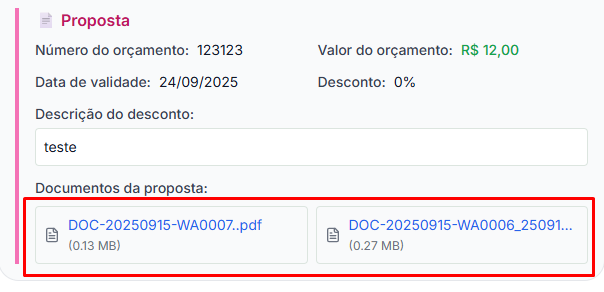 Proposta
Número do orçamento: 123123 Valor do orçamento: R$ 12,00
Data de validade: 24/09/2025 Desconto: 0%
Descrição do desconto:
teste
Documentos da proposta:
DOC-20250915-WA0007..pdf DOC-20250915-WA0006_25091...
(0.13 MB) (0.27 MB)